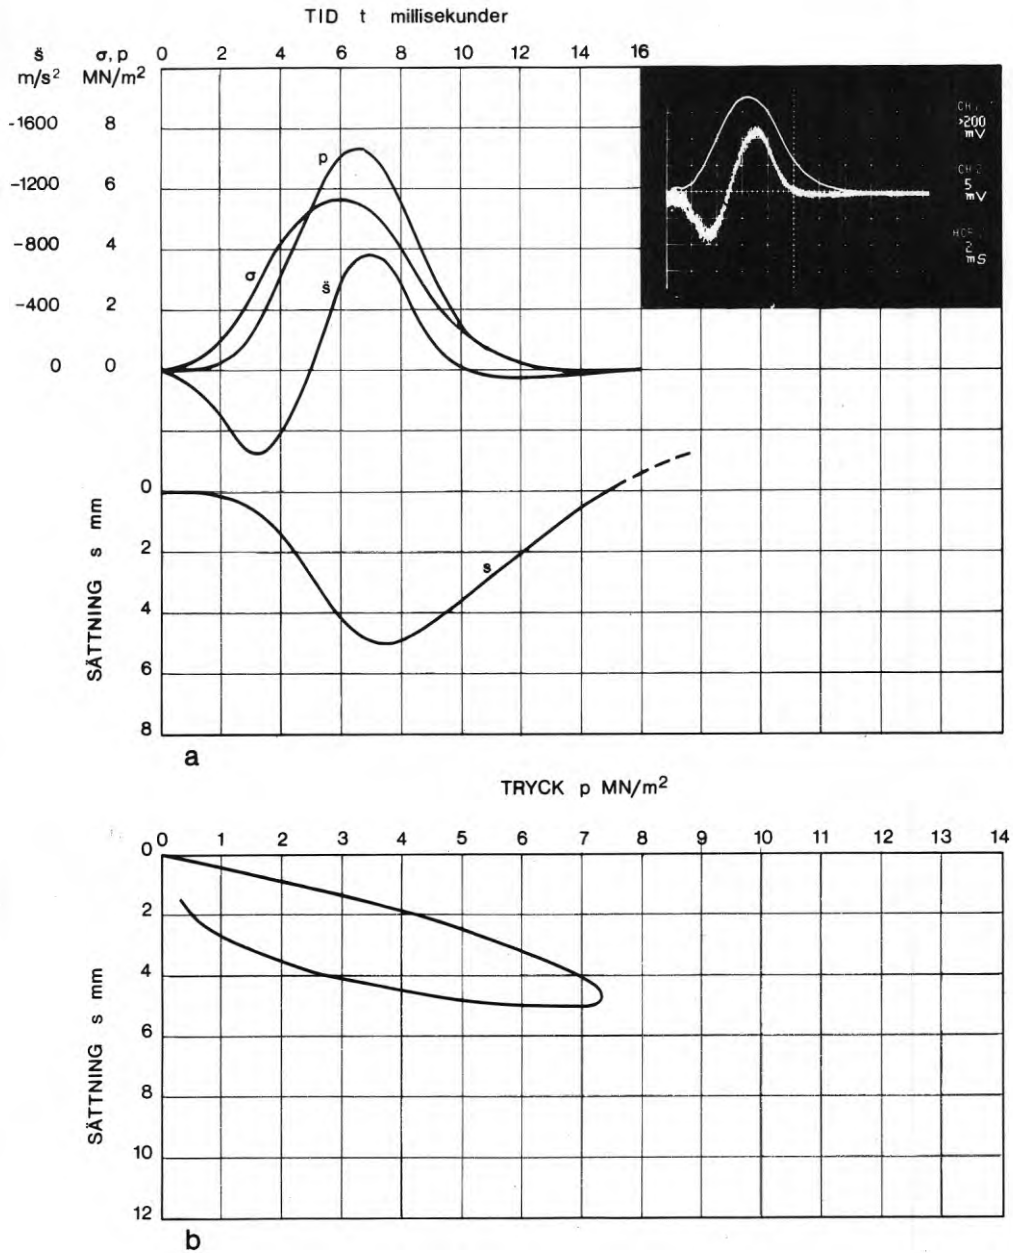 TID t millisekunder
0 2 4 6 8 10 12 14 16
s̈ σ, p
m/s² MN/m²
-1600 8
-1200 6
-800 4
-400 2
0 0
p
σ
s̈
CH
>200
mV
CH 2
5
mV
2
mS
SÄTTNING s mm
0
2
4
6
8
s
a
TRYCK p MN/m²
0 1 2 3 4 5 6 7 8 9 10 11 12 13 14
SÄTTNING s mm
0
2
4
6
8
10
12
b